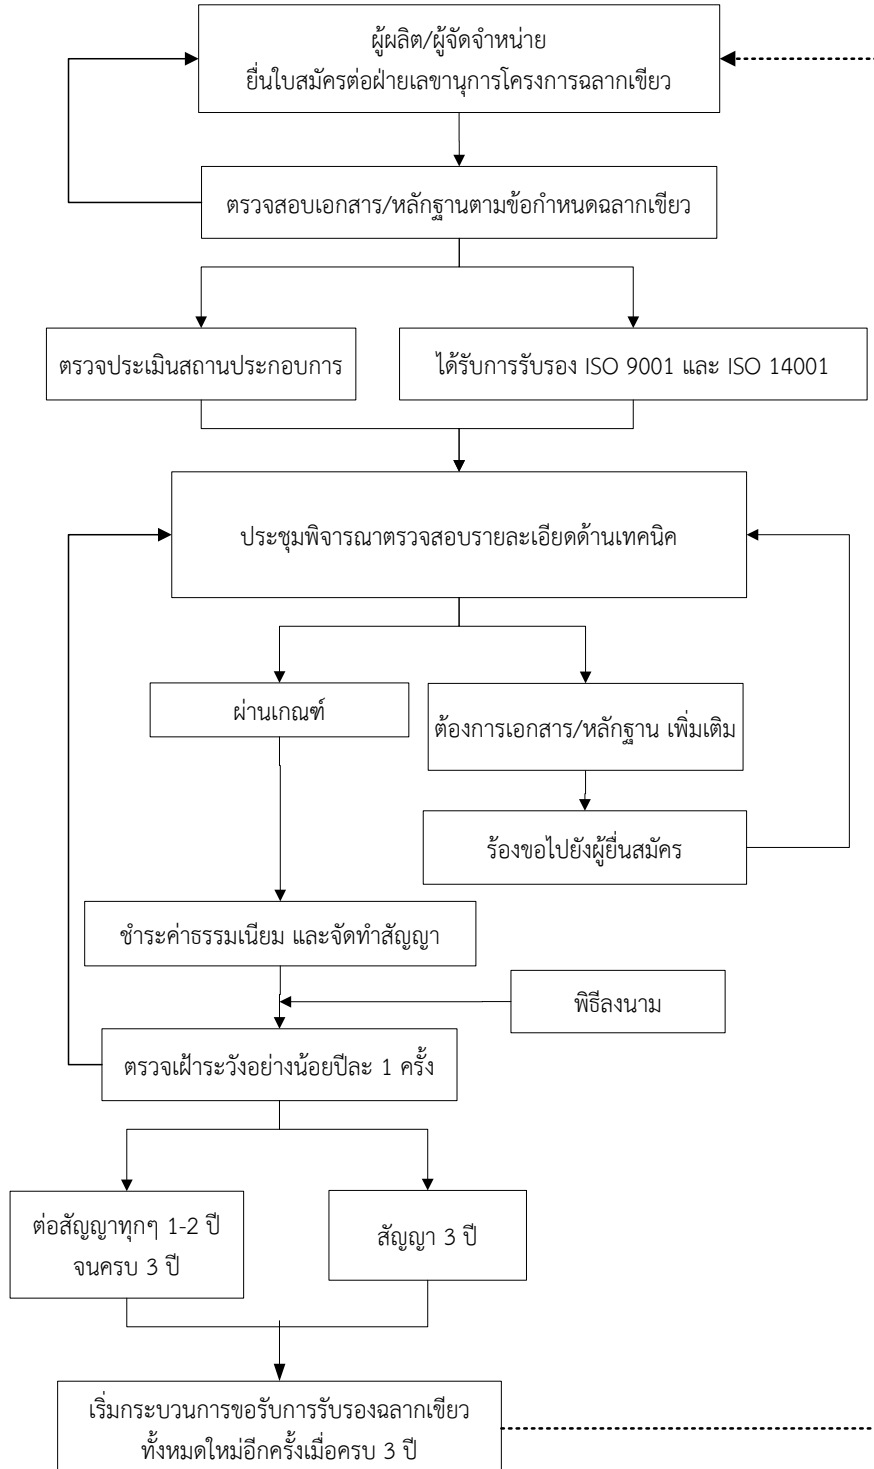 ผู้ผลิต/ผู้จัดจำหน่าย
ยื่นใบสมัครต่อฝ่ายเลขานุการโครงการฉลากเขียว
ตรวจสอบเอกสาร/หลักฐานตามข้อกำหนดฉลากเขียว
ตรวจประเมินสถานประกอบการ
ได้รับการรับรอง ISO 9001 และ ISO 14001
ประชุมพิจารณาตรวจสอบรายละเอียดด้านเทคนิค
ผ่านเกณฑ์
ต้องการเอกสาร/หลักฐาน เพิ่มเติม
ร้องขอไปยังผู้ยื่นสมัคร
ชำระค่าธรรมเนียม และจัดทำสัญญา
พิธีลงนาม
ตรวจเฝ้าระวังอย่างน้อยปีละ 1 ครั้ง
ต่อสัญญาทุกๆ 1-2 ปี
จนครบ 3 ปี
สัญญา 3 ปี
เริ่มกระบวนการขอรับการรับรองฉลากเขียว
ทั้งหมดใหม่อีกครั้งเมื่อครบ 3 ปี